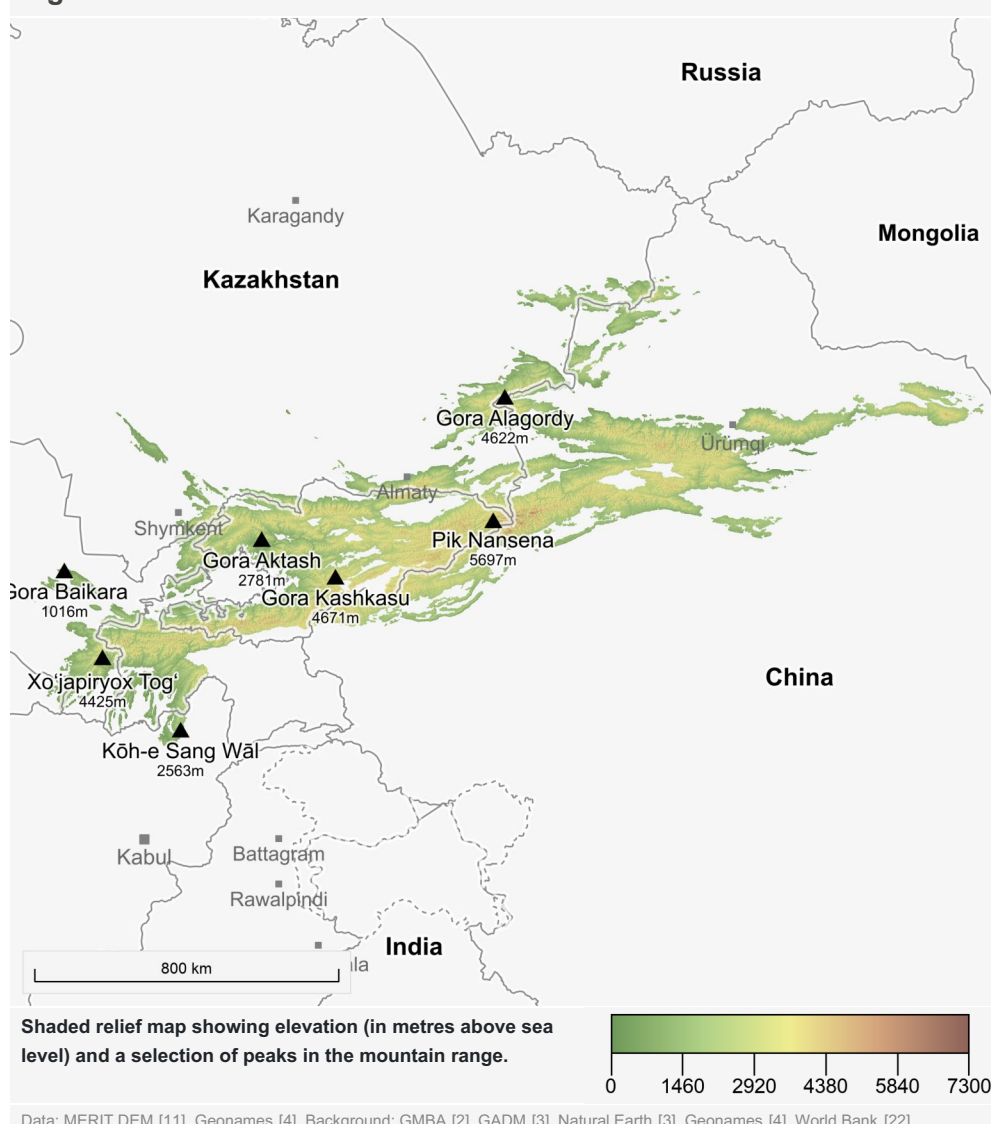 Russia
Karagandy
Mongolia
Kazakhstan
Gora Alagordy
4622m
Ürümqi
Almaty
Shymkent
Pik Nansena
5697m
Gora Aktash
2781m
Gora Baikara
1016m
Gora Kashkasu
4671m
China
Xo‘japiryox Tog‘
4425m
Kōh-e Sang Wāl
2563m
Kabul
Battagram
Rawalpindi
India
800 km
Shaded relief map showing elevation (in metres above sea
level) and a selection of peaks in the mountain range.
0 1460 2920 4380 5840 7300
Data: MERIT DEM [11], Geonames [4], Background: GMBA [2], GADM [3], Natural Earth [3], Geonames [4], World Bank [22]